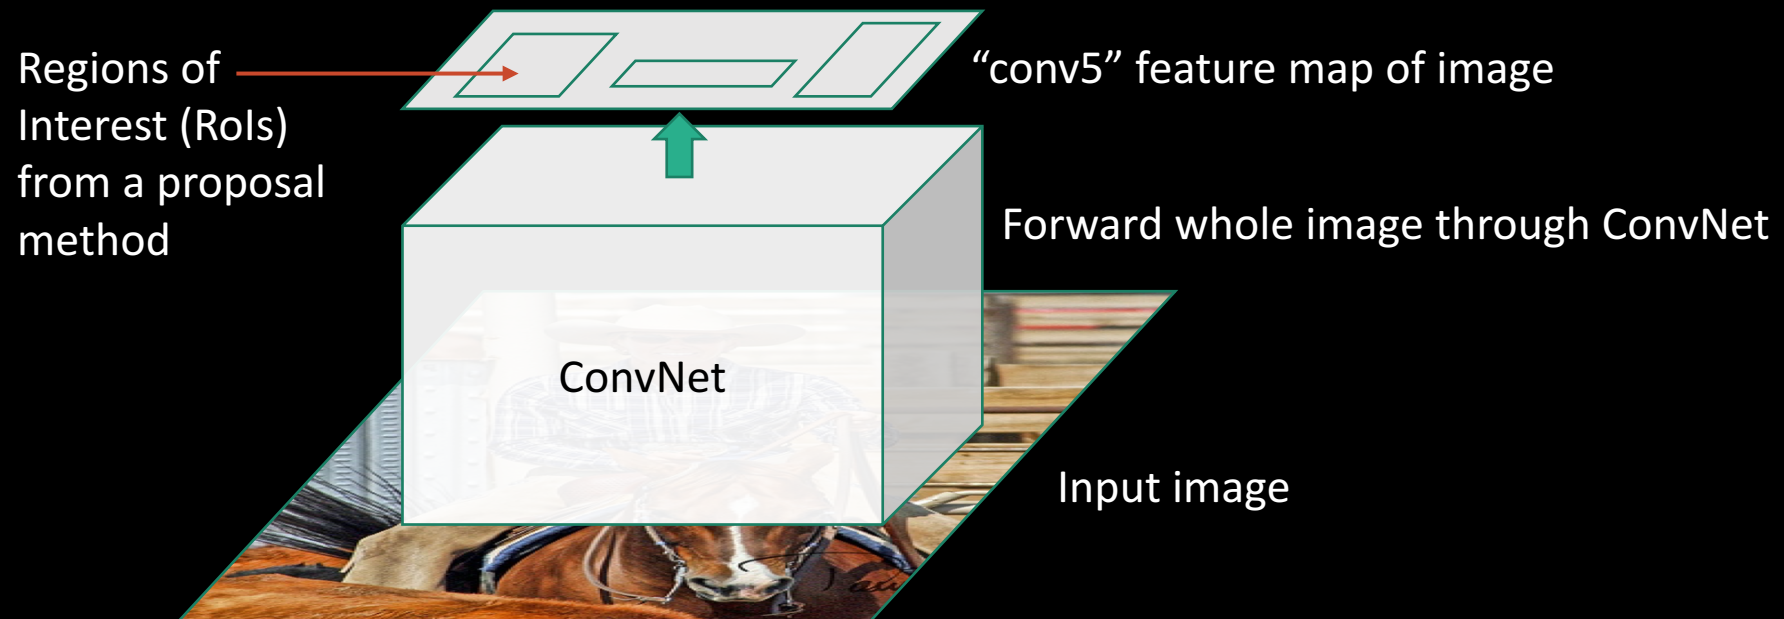 Regions of
Interest (RoIs)
from a proposal
method
“conv5” feature map of image
Forward whole image through ConvNet
ConvNet
Input image